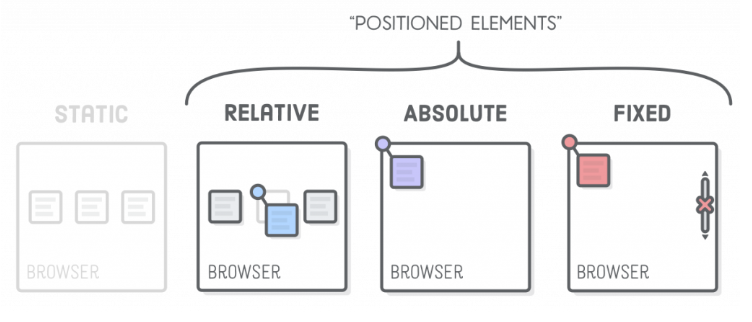 “POSITIONED ELEMENTS”
STATIC
RELATIVE
ABSOLUTE
FIXED
BROWSER
BROWSER
BROWSER
BROWSER